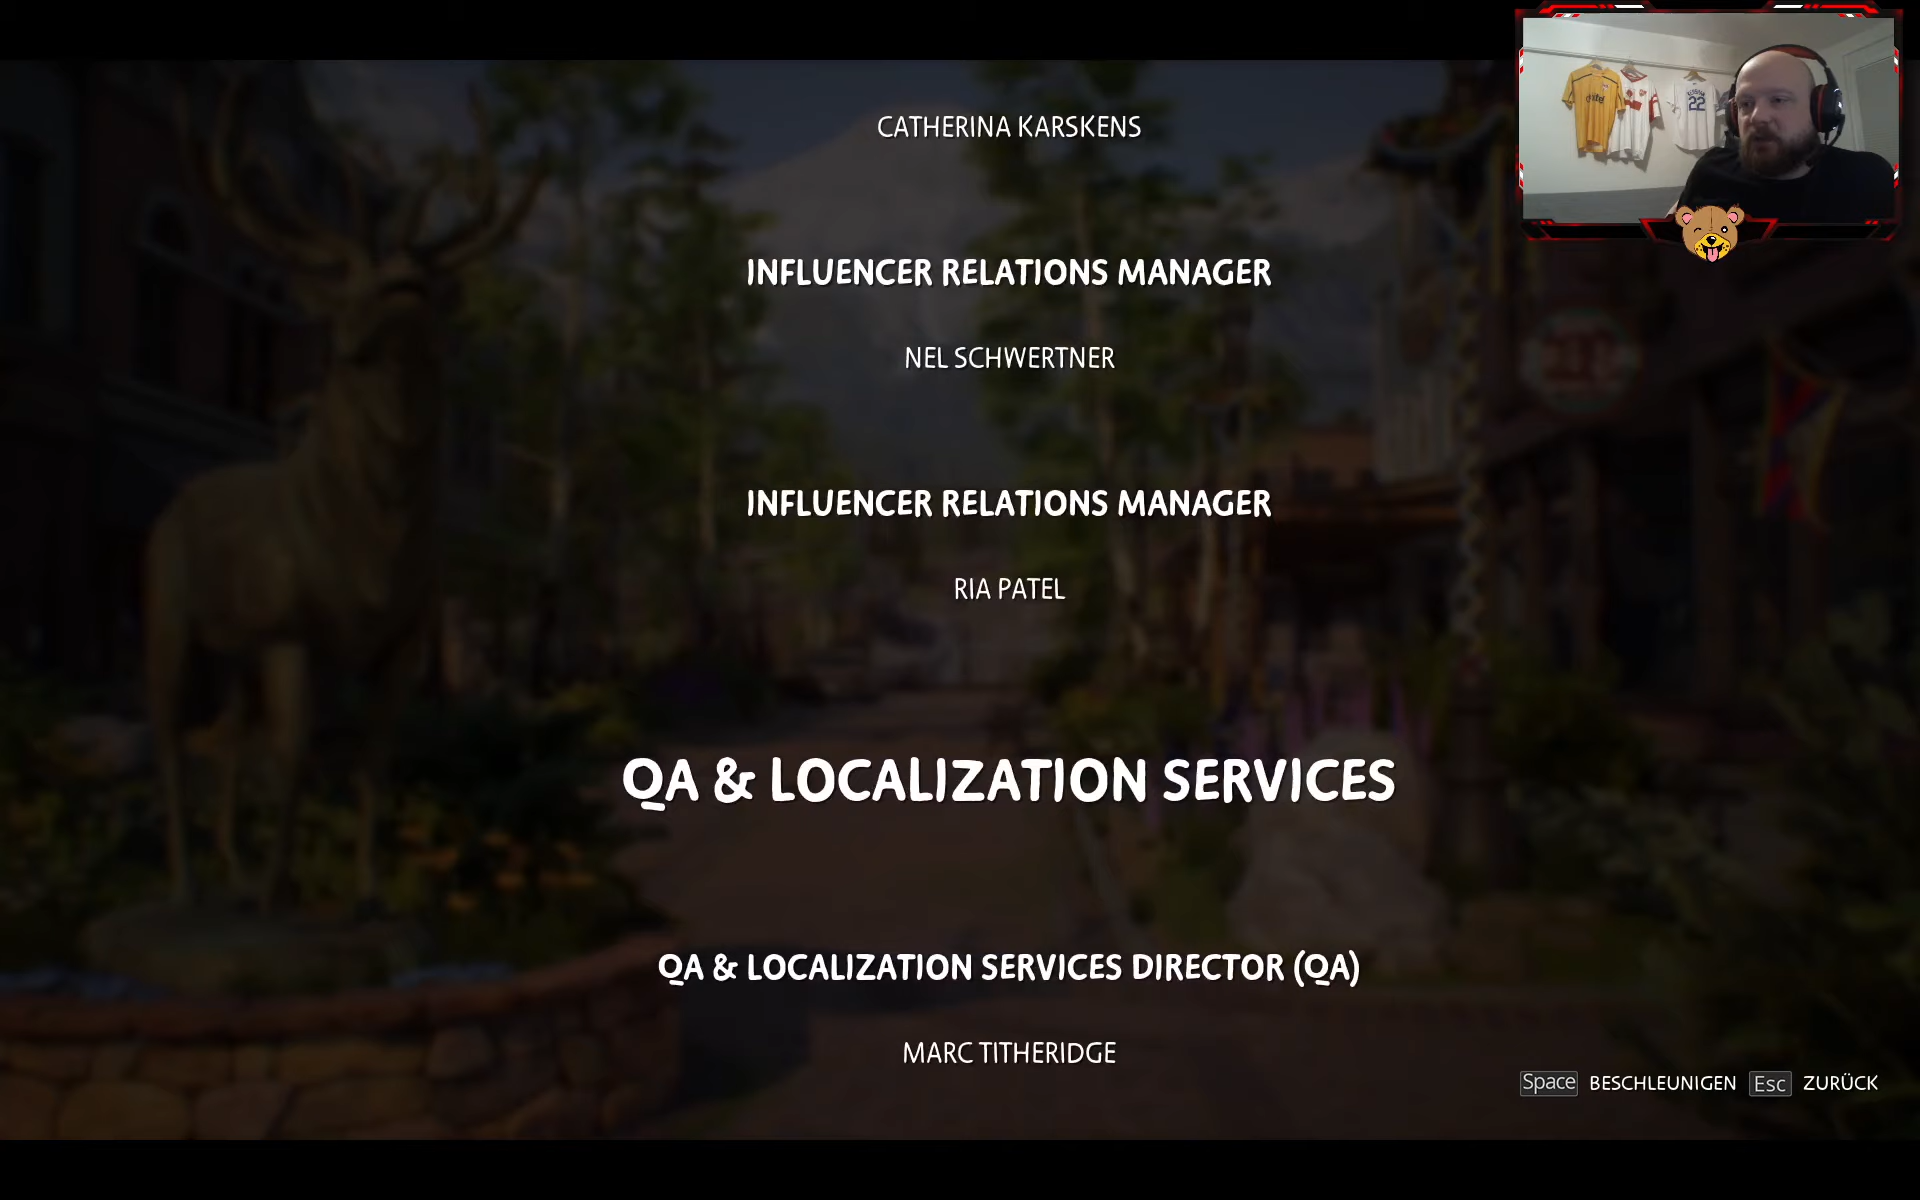 CATHERINA KARSKENS
INFLUENCER RELATIONS MANAGER
NEL SCHWERTNER
INFLUENCER RELATIONS MANAGER
RIA PATEL
QA & LOCALIZATION SERVICES
QA & LOCALIZATION SERVICES DIRECTOR (QA)
MARC TITHERIDGE
Space BESCHLEUNIGEN Esc ZURÜCK
22